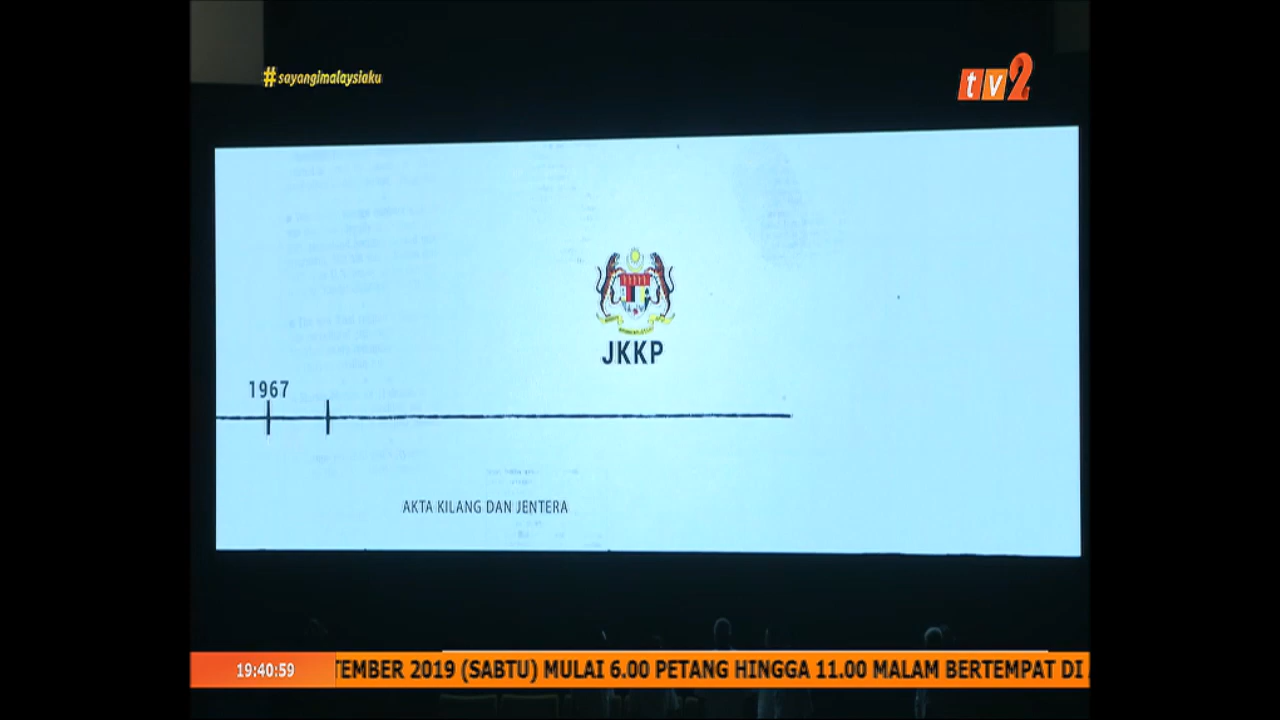 #sayangimalaysiaku
tv2
JKKP
1967
AKTA KILANG DAN JENTERA
19:40:59
TEMBER 2019 (SABTU) MULAI 6.00 PETANG HINGGA 11.00 MALAM BERTEMPAT DI